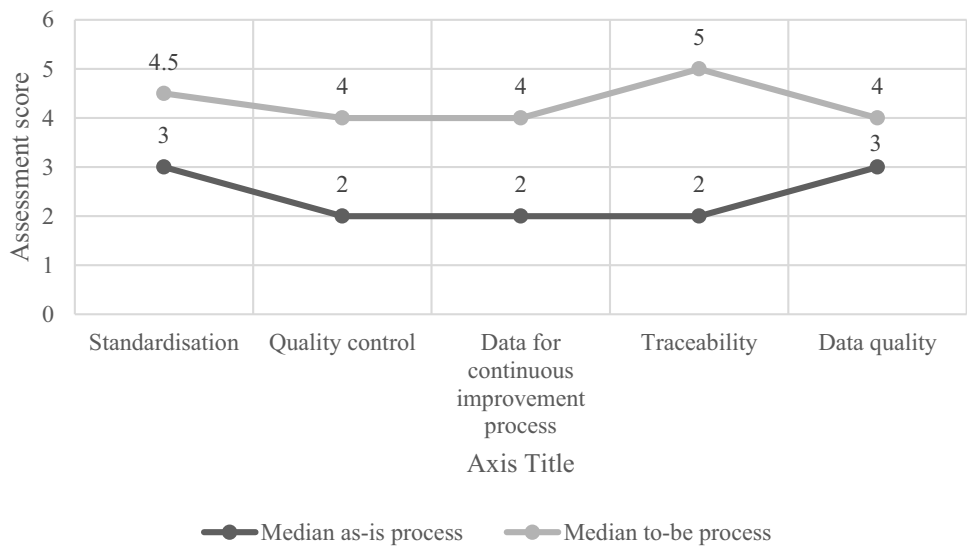 6
5
4
3
2
1
0
Assessment score
4.5
4
4
5
4
3
2
2
2
3
Standardisation
Quality control
Data for
continuous
improvement
process
Traceability
Data quality
Axis Title
Median as-is process
Median to-be process